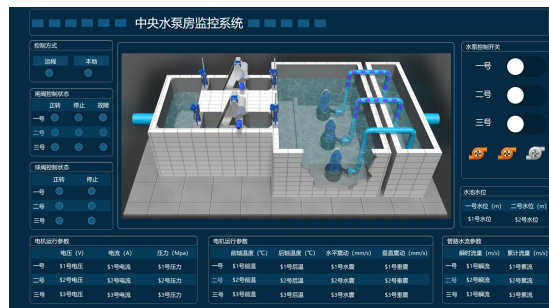 中央水泵房监控系统
控制方式
远程 本地
闸阀控制状态
正转 停止 故障
一号
二号
三号
球阀控制状态
正转 停止
一号
二号
三号
水泵控制开关
一号
二号
三号
水池水位
一号水位（m） 二号水位（m）
$1号水位 $2号水位
电机运行参数
电压（V） 电流（A） 压力（Mpa）
一号 $1号电压 $1号电流 $1号压力
二号 $2号电压 $2号电流 $2号压力
三号 $3号电压 $3号电流 $3号压力
电机运行参数
前轴温度（℃） 后轴温度（℃） 水平震动（mm/s） 垂直震动（mm/s）
一号 $1号前温 $1号后温 $1号水震 $1号垂震
二号 $2号前温 $2号后温 $2号水震 $2号垂震
三号 $3号前温 $3号后温 $3号水震 $3号垂震
管路水流参数
瞬时流量（m/s） 累计流量（m/s）
一号 $1号瞬流 $1号累流
二号 $2号瞬流 $2号累流
三号 $3号瞬流 $3号累流